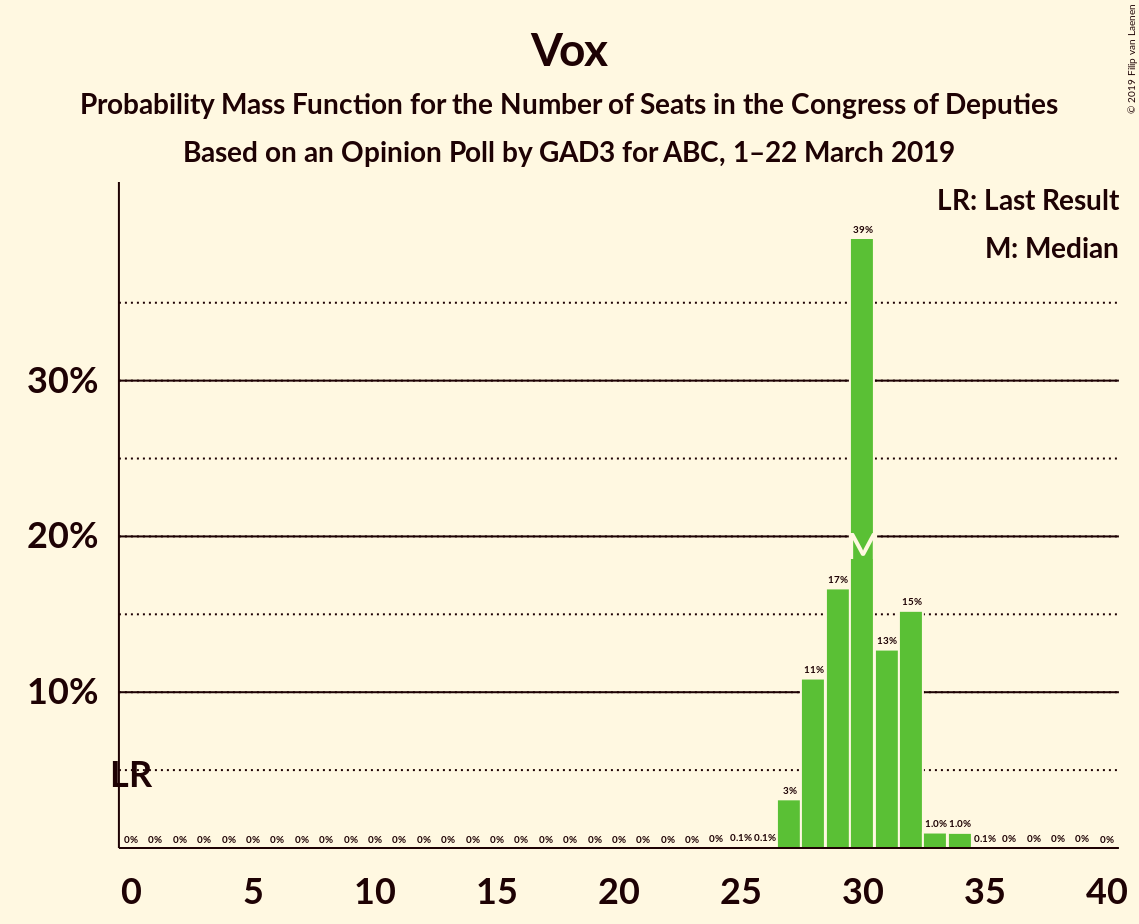 © 2019 Filip van Laenen
Vox
Probability Mass Function for the Number of Seats in the Congress of Deputies
Based on an Opinion Poll by GAD3 for ABC, 1–22 March 2019
LR: Last Result
M: Median
39%
30%
20%
M
17%
15%
13%
11%
10%
LR
3%
0% 0% 0% 0% 0% 0% 0% 0% 0% 0% 0% 0% 0% 0% 0% 0% 0% 0% 0% 0% 0% 0% 0% 0% 0% 0.1% 0.1% 1.0% 1.0% 0.1% 0% 0% 0% 0% 0%
0 5 10 15 20 25 30 35 40